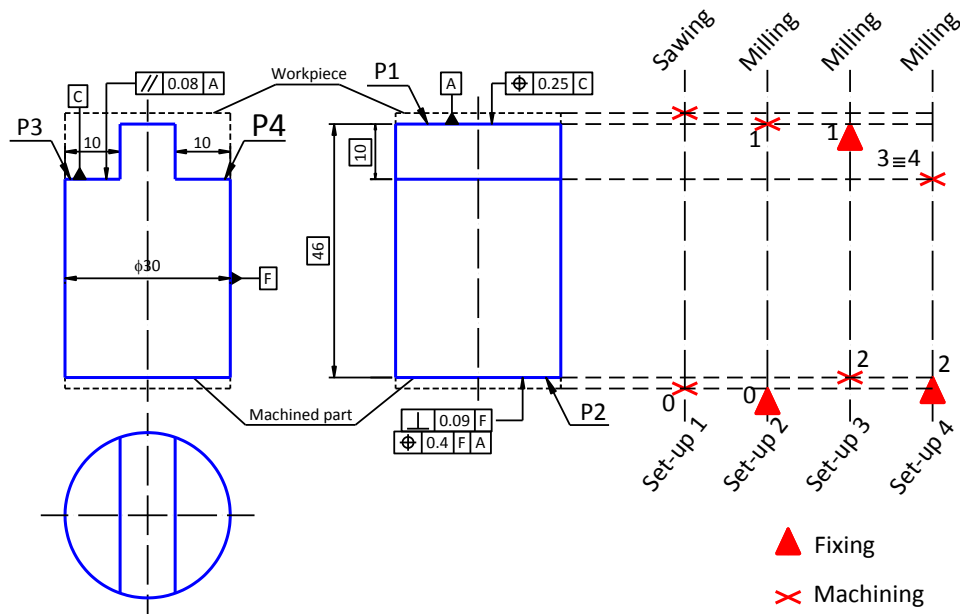 Sawing
Milling
Milling
Milling
C
// 0.08 A
Workpiece
P1
A
⌖ 0.25 C
P3
P4
10
10
10
1
1
3≡4
46
ϕ30
F
Machined part
⊥ 0.09 F
⌖ 0.4 F A
P2
0
0
2
2
Set-up 1
Set-up 2
Set-up 3
Set-up 4
Fixing
Machining